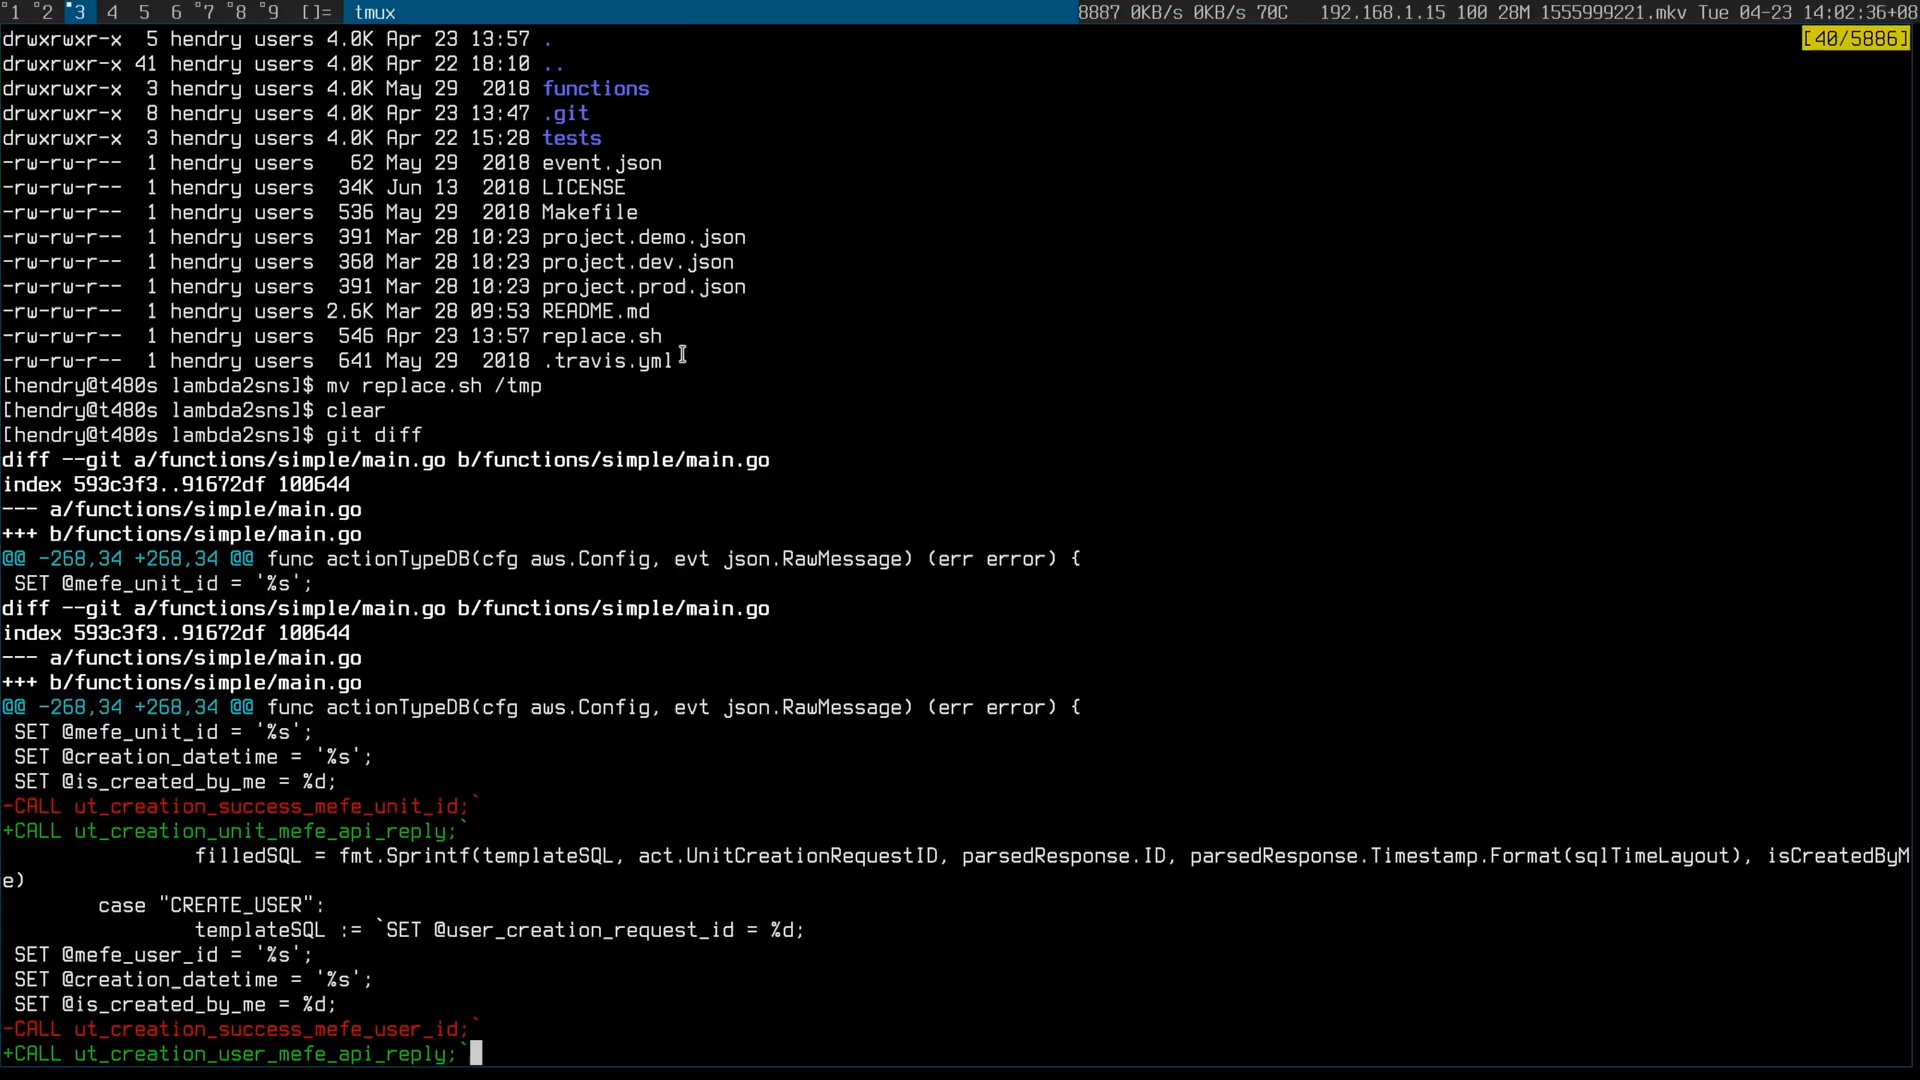 1 2 3 4 5 6 7 8 9 []= tmux 8887 0KB/s 0KB/s 70C 192.168.1.15 100 28M 1555999221.mkv Tue 04-23 14:02:36+08
[40/5886]
drwxrwxr-x  5 hendry users 4.0K Apr 23 13:57 .
drwxrwxr-x 41 hendry users 4.0K Apr 22 18:10 ..
drwxrwxr-x  3 hendry users 4.0K May 29  2018 functions
drwxrwxr-x  8 hendry users 4.0K Apr 23 13:47 .git
drwxrwxr-x  3 hendry users 4.0K Apr 22 15:28 tests
-rw-rw-r--  1 hendry users   62 May 29  2018 event.json
-rw-rw-r--  1 hendry users  34K Jun 13  2018 LICENSE
-rw-rw-r--  1 hendry users  536 May 29  2018 Makefile
-rw-rw-r--  1 hendry users  391 Mar 28 10:23 project.demo.json
-rw-rw-r--  1 hendry users  360 Mar 28 10:23 project.dev.json
-rw-rw-r--  1 hendry users  391 Mar 28 10:23 project.prod.json
-rw-rw-r--  1 hendry users 2.6K Mar 28 09:53 README.md
-rw-rw-r--  1 hendry users  546 Apr 23 13:57 replace.sh
-rw-rw-r--  1 hendry users  641 May 29  2018 .travis.yml
[hendry@t480s lambda2sns]$ mv replace.sh /tmp
[hendry@t480s lambda2sns]$ clear
[hendry@t480s lambda2sns]$ git diff
diff --git a/functions/simple/main.go b/functions/simple/main.go
index 593c3f3..91672df 100644
--- a/functions/simple/main.go
+++ b/functions/simple/main.go
@@ -268,34 +268,34 @@ func actionTypeDB(cfg aws.Config, evt json.RawMessage) (err error) {
 SET @mefe_unit_id = '%s';
diff --git a/functions/simple/main.go b/functions/simple/main.go
index 593c3f3..91672df 100644
--- a/functions/simple/main.go
+++ b/functions/simple/main.go
@@ -268,34 +268,34 @@ func actionTypeDB(cfg aws.Config, evt json.RawMessage) (err error) {
 SET @mefe_unit_id = '%s';
 SET @creation_datetime = '%s';
 SET @is_created_by_me = %d;
-CALL ut_creation_success_mefe_unit_id;`
+CALL ut_creation_unit_mefe_api_reply;`
                filledSQL = fmt.Sprintf(templateSQL, act.UnitCreationRequestID, parsedResponse.ID, parsedResponse.Timestamp.Format(sqlTimeLayout), isCreatedByM
e)
        case "CREATE_USER":
                templateSQL := `SET @user_creation_request_id = %d;
 SET @mefe_user_id = '%s';
 SET @creation_datetime = '%s';
 SET @is_created_by_me = %d;
-CALL ut_creation_success_mefe_user_id;`
+CALL ut_creation_user_mefe_api_reply;`